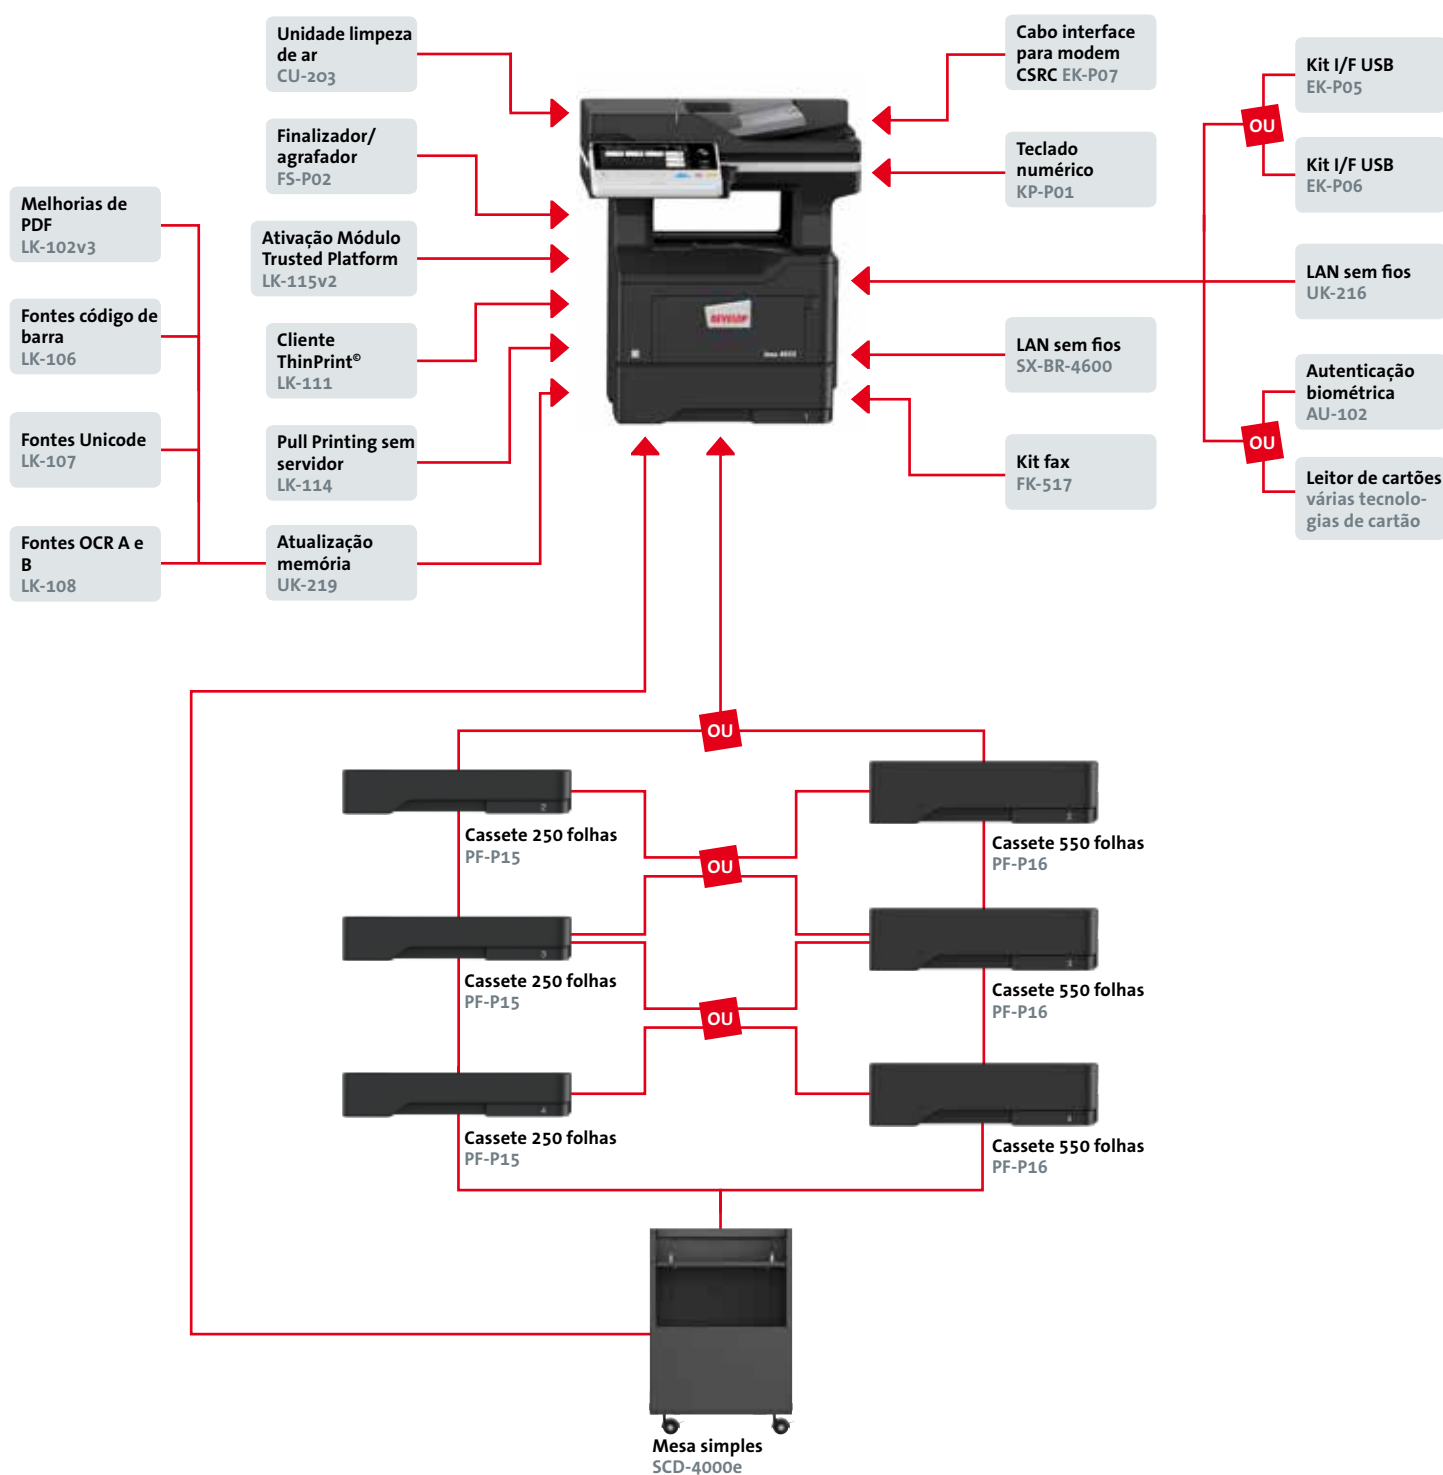 Unidade limpeza
de ar
CU-203
Finalizador/
agrafador
FS-P02
Ativação Módulo
Trusted Platform
LK-115v2
Cliente
ThinPrint©
LK-111
Pull Printing sem
servidor
LK-114
Atualização
memória
UK-219
Melhorias de
PDF
LK-102v3
Fontes código de
barra
LK-106
Fontes Unicode
LK-107
Fontes OCR A e
B
LK-108
DEVELOP
Cabo interface
para modem
CSRC EK-P07
Teclado
numérico
KP-P01
LAN sem fios
SX-BR-4600
Kit fax
FK-517
OU
Kit I/F USB
EK-P05
Kit I/F USB
EK-P06
LAN sem fios
UK-216
OU
Autenticação
biométrica
AU-102
Leitor de cartões
várias tecnolo-
gias de cartão
OU
2
Cassete 250 folhas
PF-P15
Cassete 550 folhas
PF-P16
OU
3
Cassete 250 folhas
PF-P15
Cassete 550 folhas
PF-P16
OU
4
Cassete 250 folhas
PF-P15
Cassete 550 folhas
PF-P16
Mesa simples
SCD-4000e